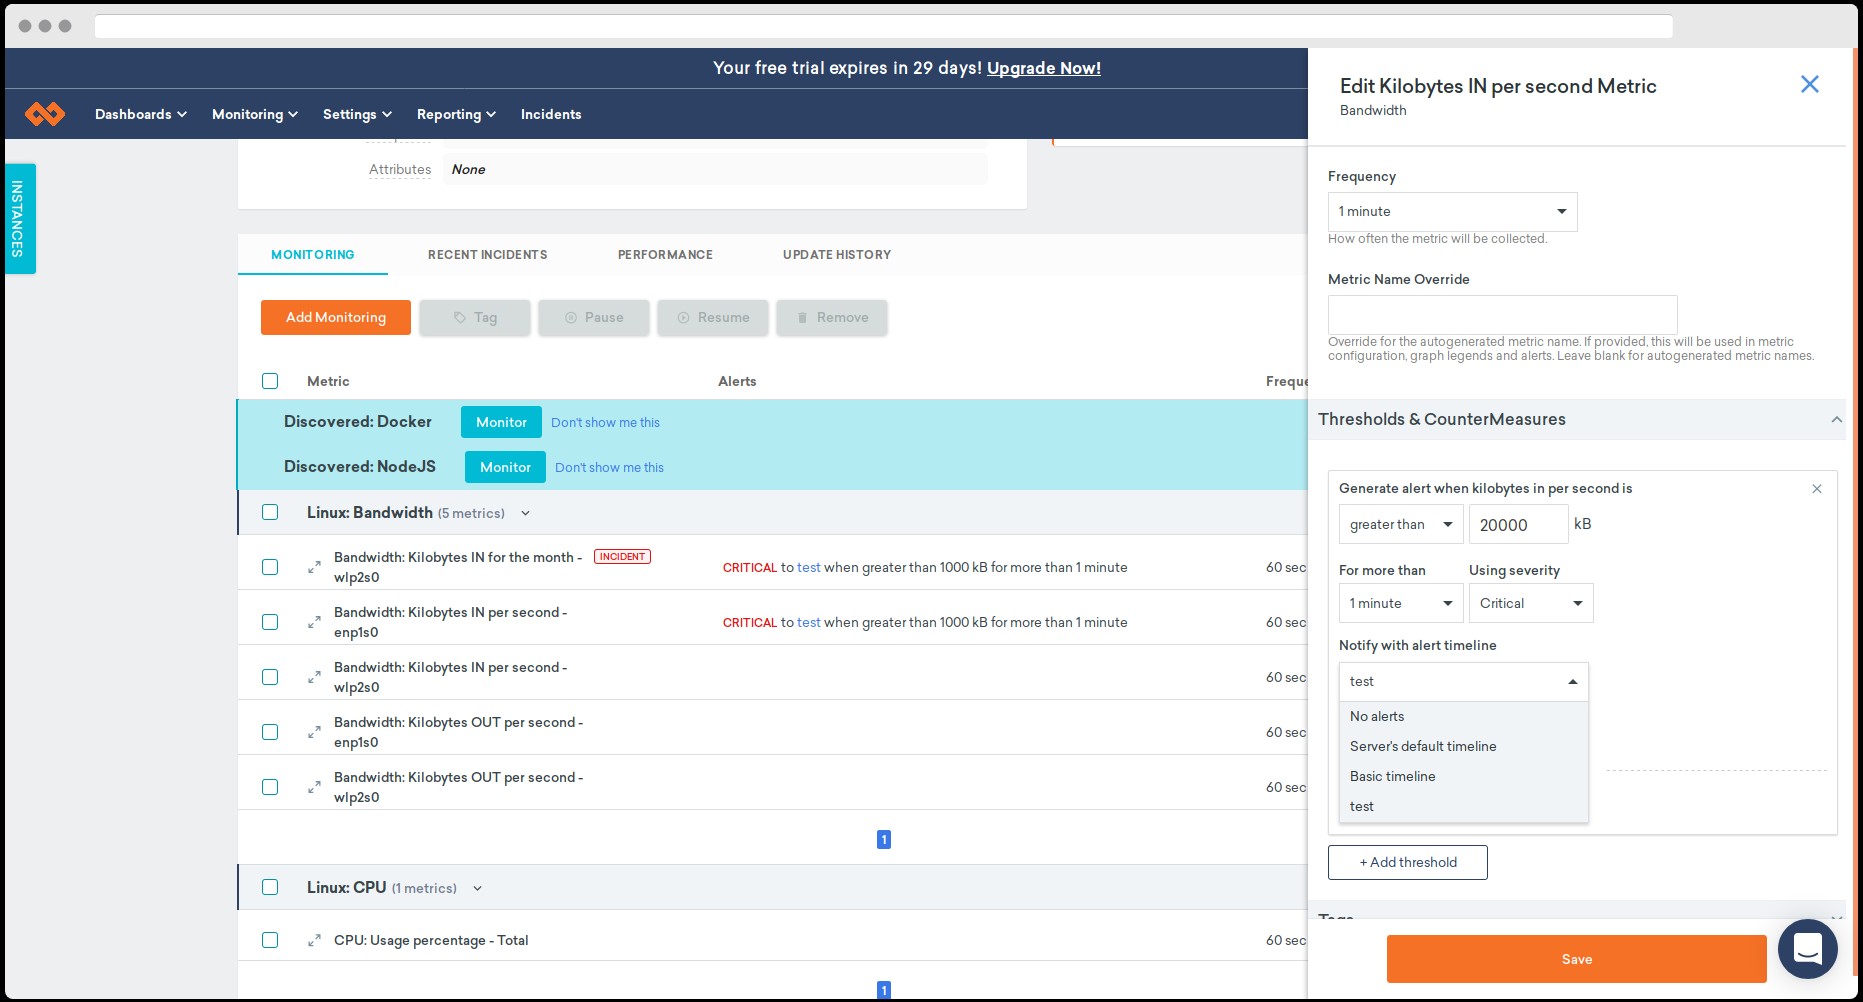 Your free trial expires in 29 days! Upgrade Now!
Dashboards Monitoring Settings Reporting Incidents
INSTANCES
Attributes None
MONITORING RECENT INCIDENTS PERFORMANCE UPDATE HISTORY
Add Monitoring Tag Pause Resume Remove
Metric Alerts Freque
Discovered: Docker Monitor Don't show me this
Discovered: NodeJS Monitor Don't show me this
Linux: Bandwidth (5 metrics)
Bandwidth: Kilobytes IN for the month - INCIDENT
wlp2s0
CRITICAL to test when greater than 1000 kB for more than 1 minute 60 sec
Bandwidth: Kilobytes IN per second -
enp1s0
CRITICAL to test when greater than 1000 kB for more than 1 minute 60 sec
Bandwidth: Kilobytes IN per second -
wlp2s0
60 sec
Bandwidth: Kilobytes OUT per second -
enp1s0
60 sec
Bandwidth: Kilobytes OUT per second -
wlp2s0
60 sec
1
Linux: CPU (1 metrics)
CPU: Usage percentage - Total 60 sec
1
Edit Kilobytes IN per second Metric
Bandwidth
Frequency
1 minute
How often the metric will be collected.
Metric Name Override
Override for the autogenerated metric name. If provided, this will be used in metric
configuration, graph legends and alerts. Leave blank for autogenerated metric names.
Thresholds & CounterMeasures
Generate alert when kilobytes in per second is
greater than 20000 kB
For more than Using severity
1 minute Critical
Notify with alert timeline
test
No alerts
Server's default timeline
Basic timeline
test
+ Add threshold
Tags
Save